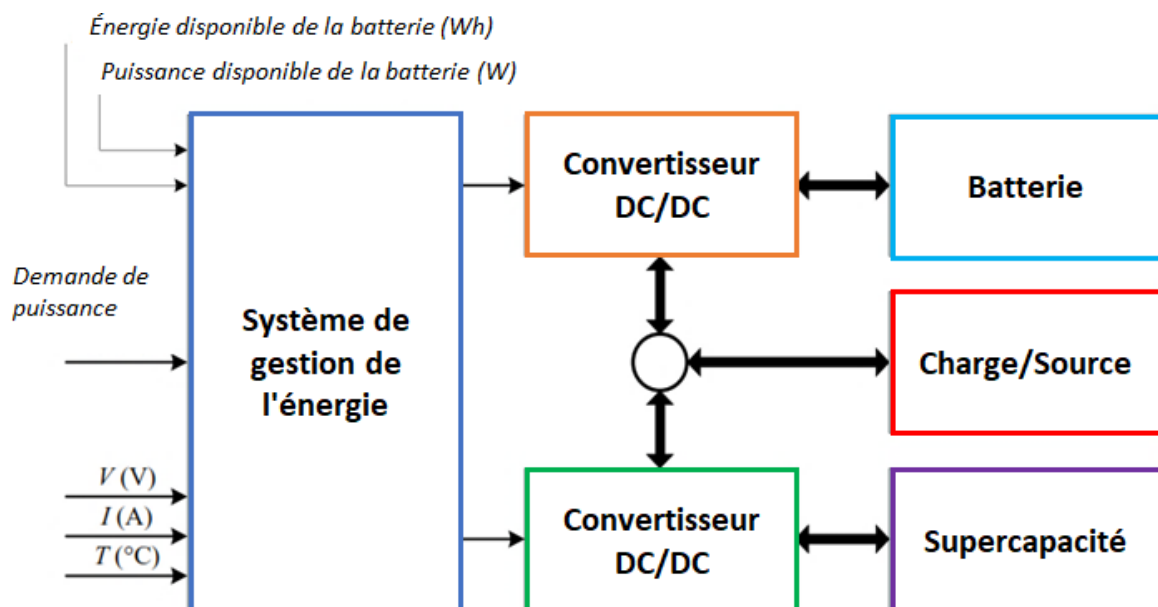 Énergie disponible de la batterie (Wh)
Puissance disponible de la batterie (W)
Convertisseur
DC/DC
Batterie
Demande de
puissance
Système de
gestion de
l'énergie
Charge/Source
V (V)
I (A)
T (°C)
Convertisseur
DC/DC
Supercapacité